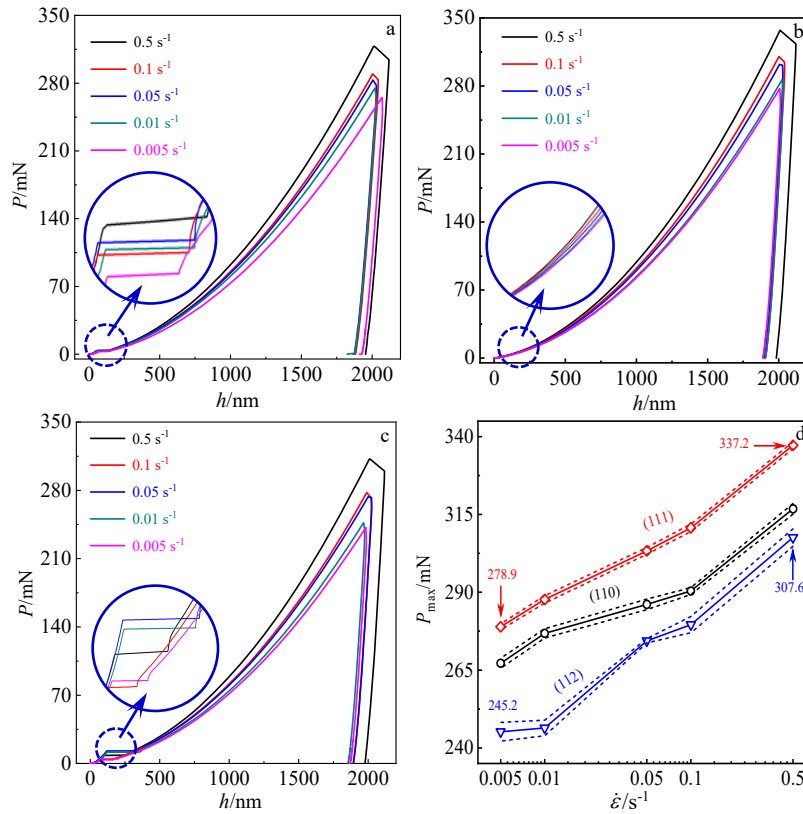 a
350
280
210
140
70
0
P/mN
0.5 s⁻¹
0.1 s⁻¹
0.05 s⁻¹
0.01 s⁻¹
0.005 s⁻¹
0 500 1000 1500 2000
h/nm
b
350
280
210
140
70
0
P/mN
0.5 s⁻¹
0.1 s⁻¹
0.05 s⁻¹
0.01 s⁻¹
0.005 s⁻¹
0 500 1000 1500 2000
h/nm
c
350
280
210
140
70
0
P/mN
0.5 s⁻¹
0.1 s⁻¹
0.05 s⁻¹
0.01 s⁻¹
0.005 s⁻¹
0 500 1000 1500 2000
h/nm
d
340
315
290
265
240
Pmax/mN
337.2
(111)
278.9
(110)
307.6
(112)
245.2
0.005 0.01 0.05 0.1 0.5
ε̇/s⁻¹